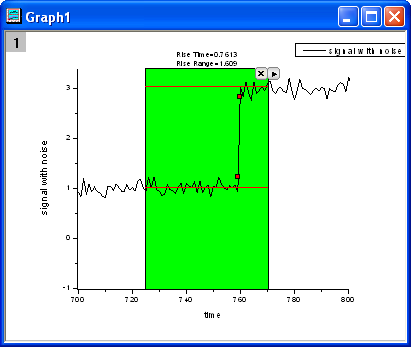 Graph1
1
Rise Time=0.7613
Rise Range=1.609
signal with noise
3
2
1
0
-1
signal with noise
700
720
740
760
780
800
time